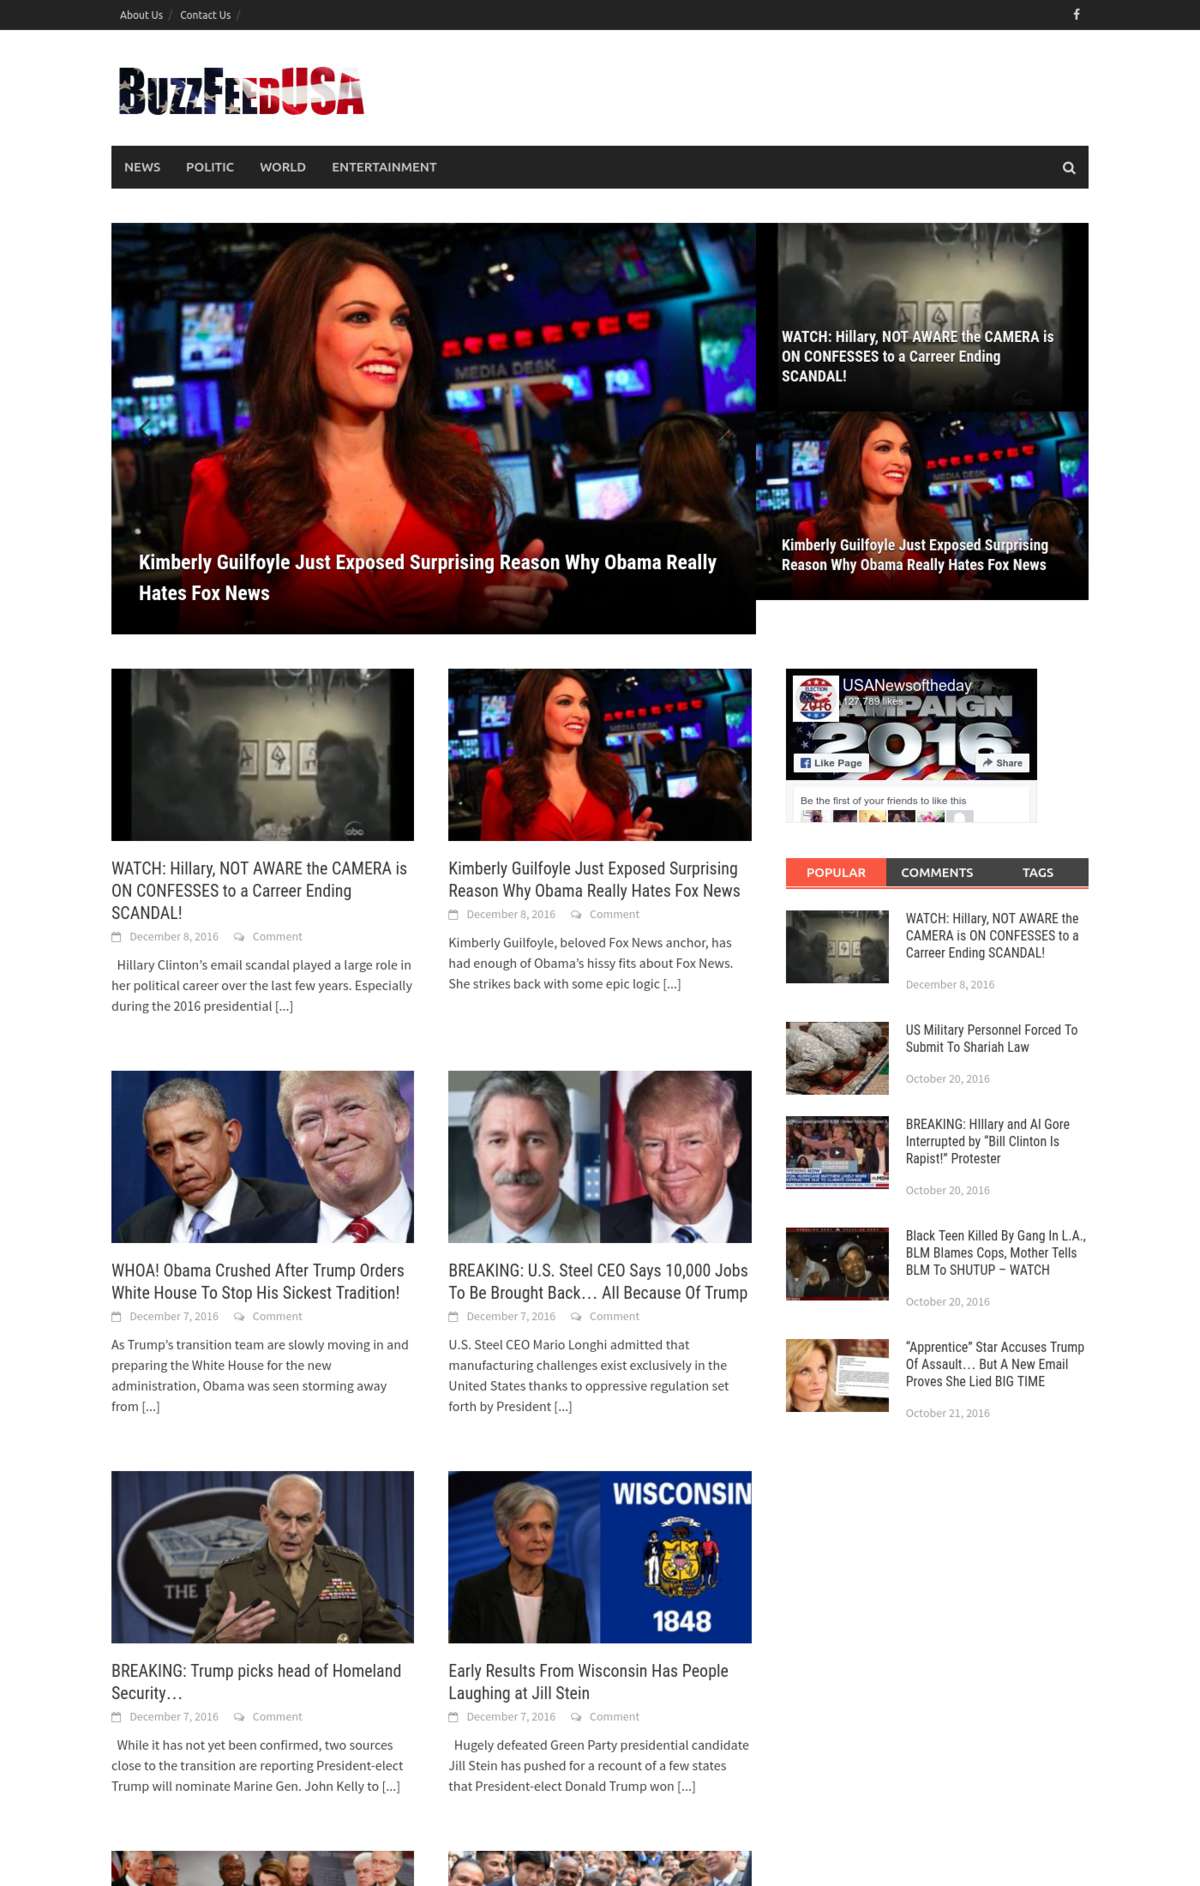 About Us / Contact Us /
BuzzFeedUSA
NEWS POLITIC WORLD ENTERTAINMENT
MEDIA DESK
Kimberly Guilfoyle Just Exposed Surprising Reason Why Obama Really
Hates Fox News
WATCH: Hillary, NOT AWARE the CAMERA is
ON CONFESSES to a Carreer Ending
SCANDAL!
MEDIA DESK
Kimberly Guilfoyle Just Exposed Surprising
Reason Why Obama Really Hates Fox News
abc
WATCH: Hillary, NOT AWARE the CAMERA is
ON CONFESSES to a Carreer Ending
SCANDAL!
December 8, 2016 Comment
Hillary Clinton’s email scandal played a large role in
her political career over the last few years. Especially
during the 2016 presidential [...]
MEDIA DESK
Kimberly Guilfoyle Just Exposed Surprising
Reason Why Obama Really Hates Fox News
December 8, 2016 Comment
Kimberly Guilfoyle, beloved Fox News anchor, has
had enough of Obama’s hissy fits about Fox News.
She strikes back with some epic logic [...]
WHOA! Obama Crushed After Trump Orders
White House To Stop His Sickest Tradition!
December 7, 2016 Comment
As Trump’s transition team are slowly moving in and
preparing the White House for the new
administration, Obama was seen storming away
from [...]
BREAKING: U.S. Steel CEO Says 10,000 Jobs
To Be Brought Back… All Because Of Trump
December 7, 2016 Comment
U.S. Steel CEO Mario Longhi admitted that
manufacturing challenges exist exclusively in the
United States thanks to oppressive regulation set
forth by President [...]
THE
BREAKING: Trump picks head of Homeland
Security…
December 7, 2016 Comment
While it has not yet been confirmed, two sources
close to the transition are reporting President-elect
Trump will nominate Marine Gen. John Kelly to [...]
WISCONSIN
1848
Early Results From Wisconsin Has People
Laughing at Jill Stein
December 7, 2016 Comment
Hugely defeated Green Party presidential candidate
Jill Stein has pushed for a recount of a few states
that President-elect Donald Trump won [...]
ELECTION
2016
USANewsoftheday
127,789 likes
CAMPAIGN
2016
Like Page
Share
Be the first of your friends to like this
POPULAR COMMENTS TAGS
WATCH: Hillary, NOT AWARE the
CAMERA is ON CONFESSES to a
Carreer Ending SCANDAL!
December 8, 2016
US Military Personnel Forced To
Submit To Shariah Law
October 20, 2016
BREAKING: HIllary and Al Gore
Interrupted by “Bill Clinton Is
Rapist!” Protester
October 20, 2016
Black Teen Killed By Gang In L.A.,
BLM Blames Cops, Mother Tells
BLM To SHUTUP – WATCH
October 20, 2016
“Apprentice” Star Accuses Trump
Of Assault… But A New Email
Proves She Lied BIG TIME
October 21, 2016